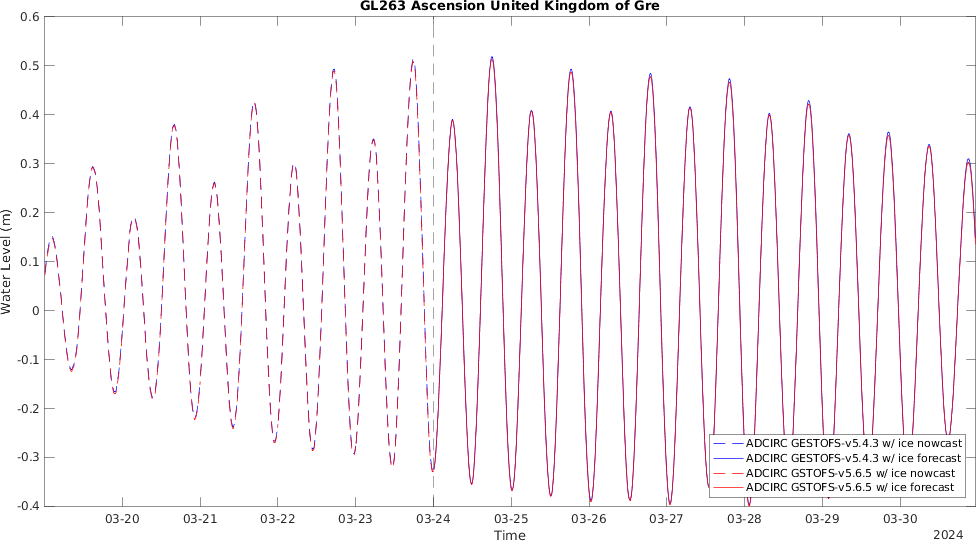 GL263 Ascension United Kingdom of Gre
0.6
0.5
0.4
0.3
0.2
0.1
0
-0.1
-0.2
-0.3
-0.4
Water Level (m)
03-20 03-21 03-22 03-23 03-24 03-25 03-26 03-27 03-28 03-29 03-30
Time
2024
ADCIRC GESTOFS-v5.4.3 w/ ice nowcast
ADCIRC GESTOFS-v5.4.3 w/ ice forecast
ADCIRC GSTOFS-v5.6.5 w/ ice nowcast
ADCIRC GSTOFS-v5.6.5 w/ ice forecast